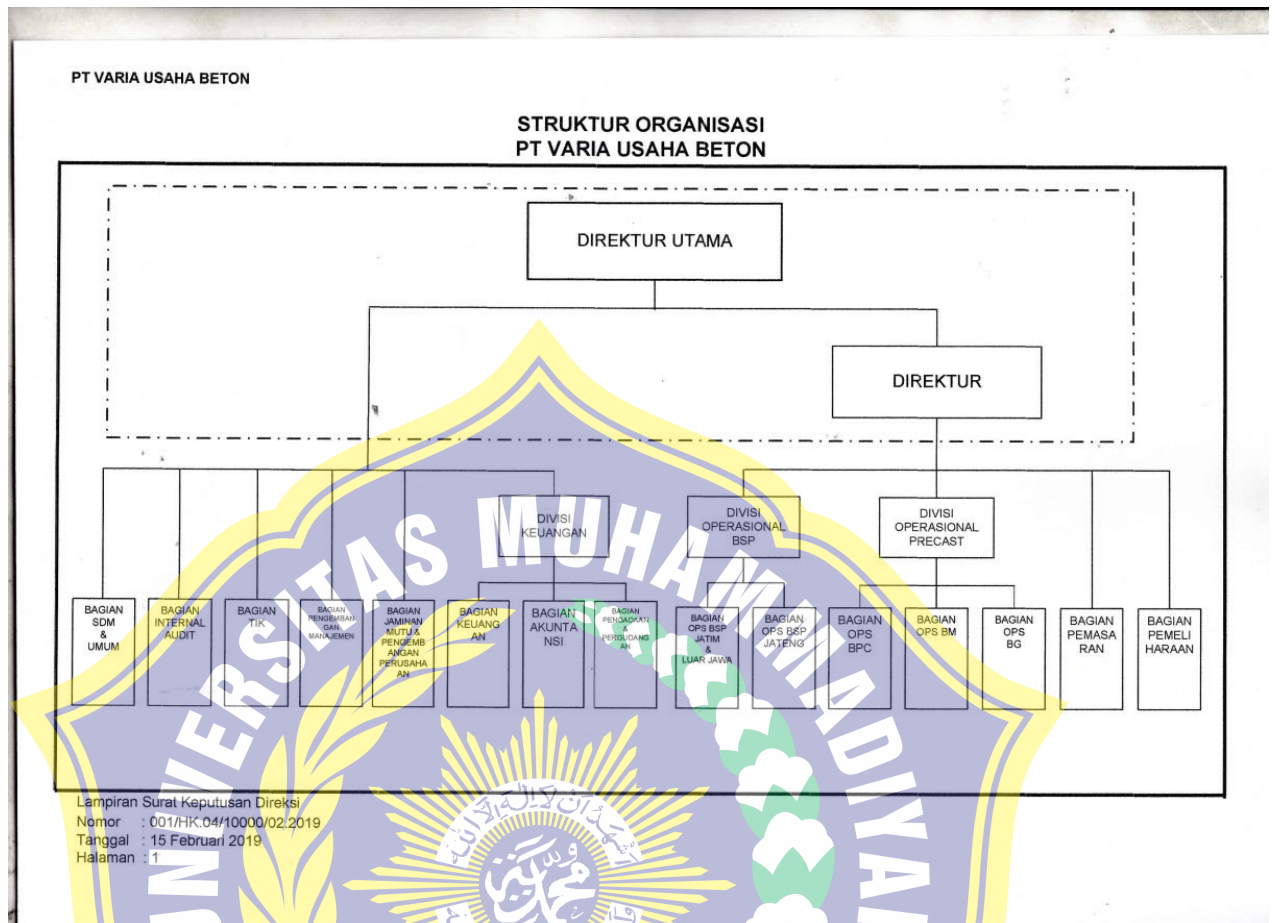 PT VARIA USAHA BETON
STRUKTUR ORGANISASI
PT VARIA USAHA BETON
DIREKTUR UTAMA
DIREKTUR
DIVISI
KEUANGAN
DIVISI
OPERASIONAL
BSP
DIVISI
OPERASIONAL
PRECAST
BAGIAN
SDM
&
UMUM
BAGIAN
INTERNAL
AUDIT
BAGIAN
TIK
BAGIAN
PENGEMBAN
GAN
MANAJEMEN
BAGIAN
JAMINAN
MUTU &
PENGEMB
ANGAN
PERUSAHA
AN
BAGIAN
KEUANG
AN
BAGIAN
AKUNTA
NSI
BAGIAN
PENGADAAN
&
PERGUDANG
AN
BAGIAN
OPS BSP
JATIM
&
LUAR JAWA
BAGIAN
OPS BSP
JATENG
BAGIAN
OPS
BPC
BAGIAN
OPS BM
BAGIAN
OPS
BG
BAGIAN
PEMASA
RAN
BAGIAN
PEMELI
HARAAN
Lampiran Surat Keputusan Direksi
Nomor : 001/HK.04/10000/02.2019
Tanggal : 15 Februari 2019
Halaman : 1
UNIVERSITAS MUHAMMADIYA